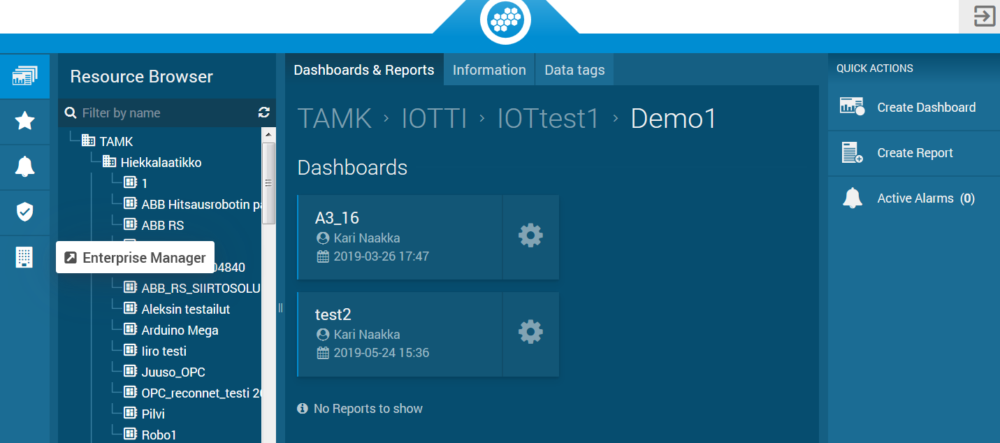 Resource Browser
Filter by name
TAMK
Hiekkalaatikko
1
ABB Hitsausrobotin
ABB RS
Enterprise Manager
04840
ABB_RS_SIIRTOSOLU
Aleksin testailut
Arduino Mega
Iiro testi
Juuso_OPC
OPC_reconnet_testi
Pilvi
Robo1
Dashboards & Reports
Information
Data tags
TAMK › IOTTI › IOTtest1 › Demo1
Dashboards
A3_16
Kari Naakka
2019-03-26 17:47
test2
Kari Naakka
2019-05-24 15:36
No Reports to show
QUICK ACTIONS
Create Dashboard
Create Report
Active Alarms (0)